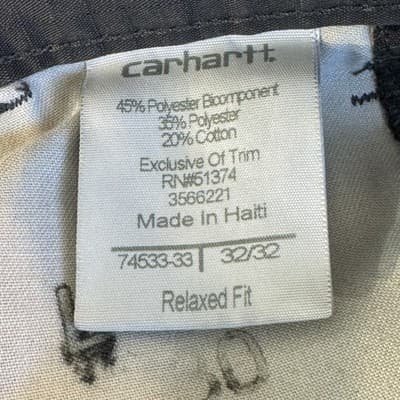 carhartt
45% Polyester Bicomponent
35% Polyester
20% Cotton
Exclusive Of Trim
RN#51374
3566221
Made In Haiti
74533-33 32/32
Relaxed Fit